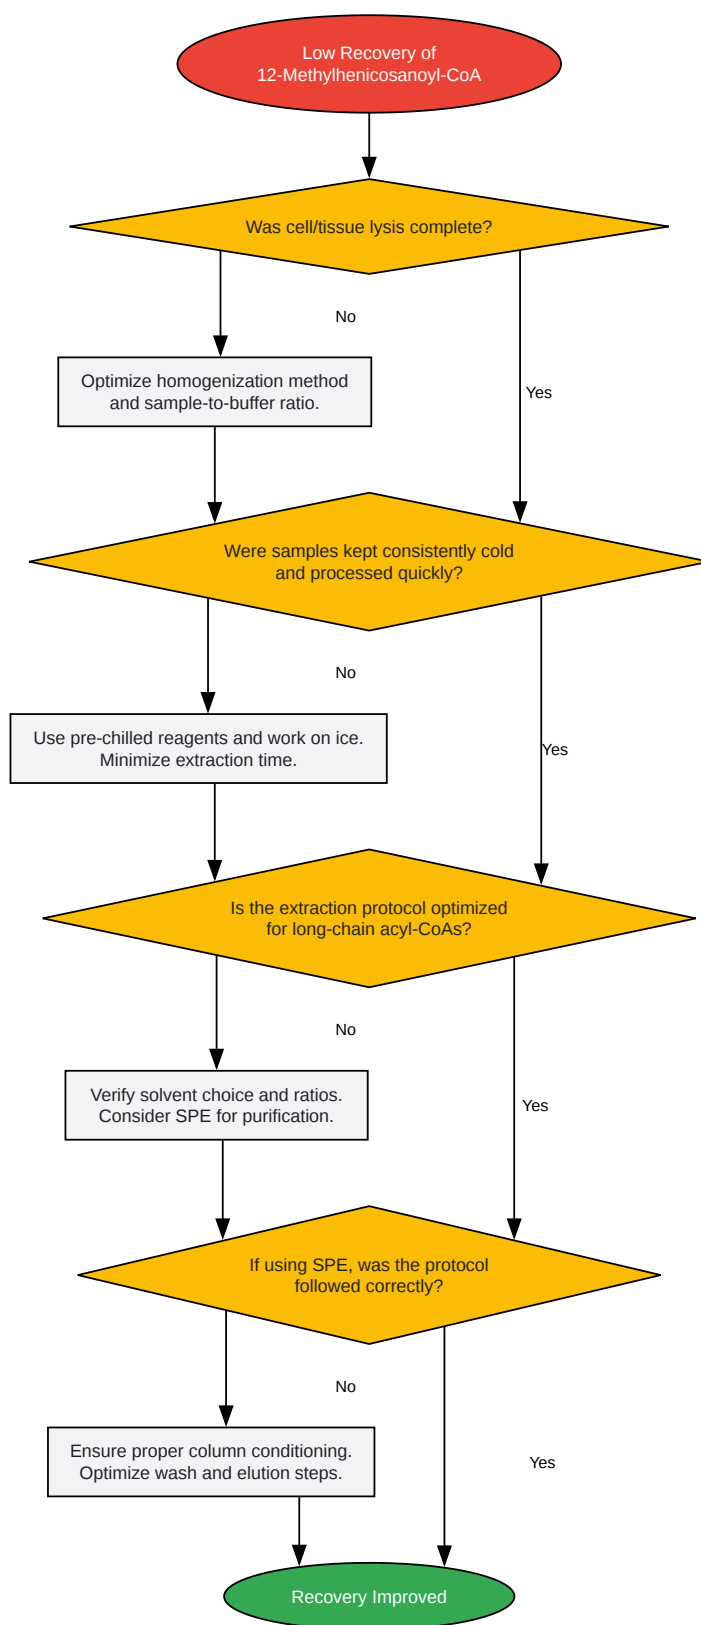 Low Recovery of
12-Methylhenicosanoyl-CoA
Was cell/tissue lysis complete?
No
Optimize homogenization method
and sample-to-buffer ratio.
Yes
Were samples kept consistently cold
and processed quickly?
No
Use pre-chilled reagents and work on ice.
Minimize extraction time.
Yes
Is the extraction protocol optimized
for long-chain acyl-CoAs?
No
Verify solvent choice and ratios.
Consider SPE for purification.
Yes
If using SPE, was the protocol
followed correctly?
No
Ensure proper column conditioning.
Optimize wash and elution steps.
Yes
Recovery Improved